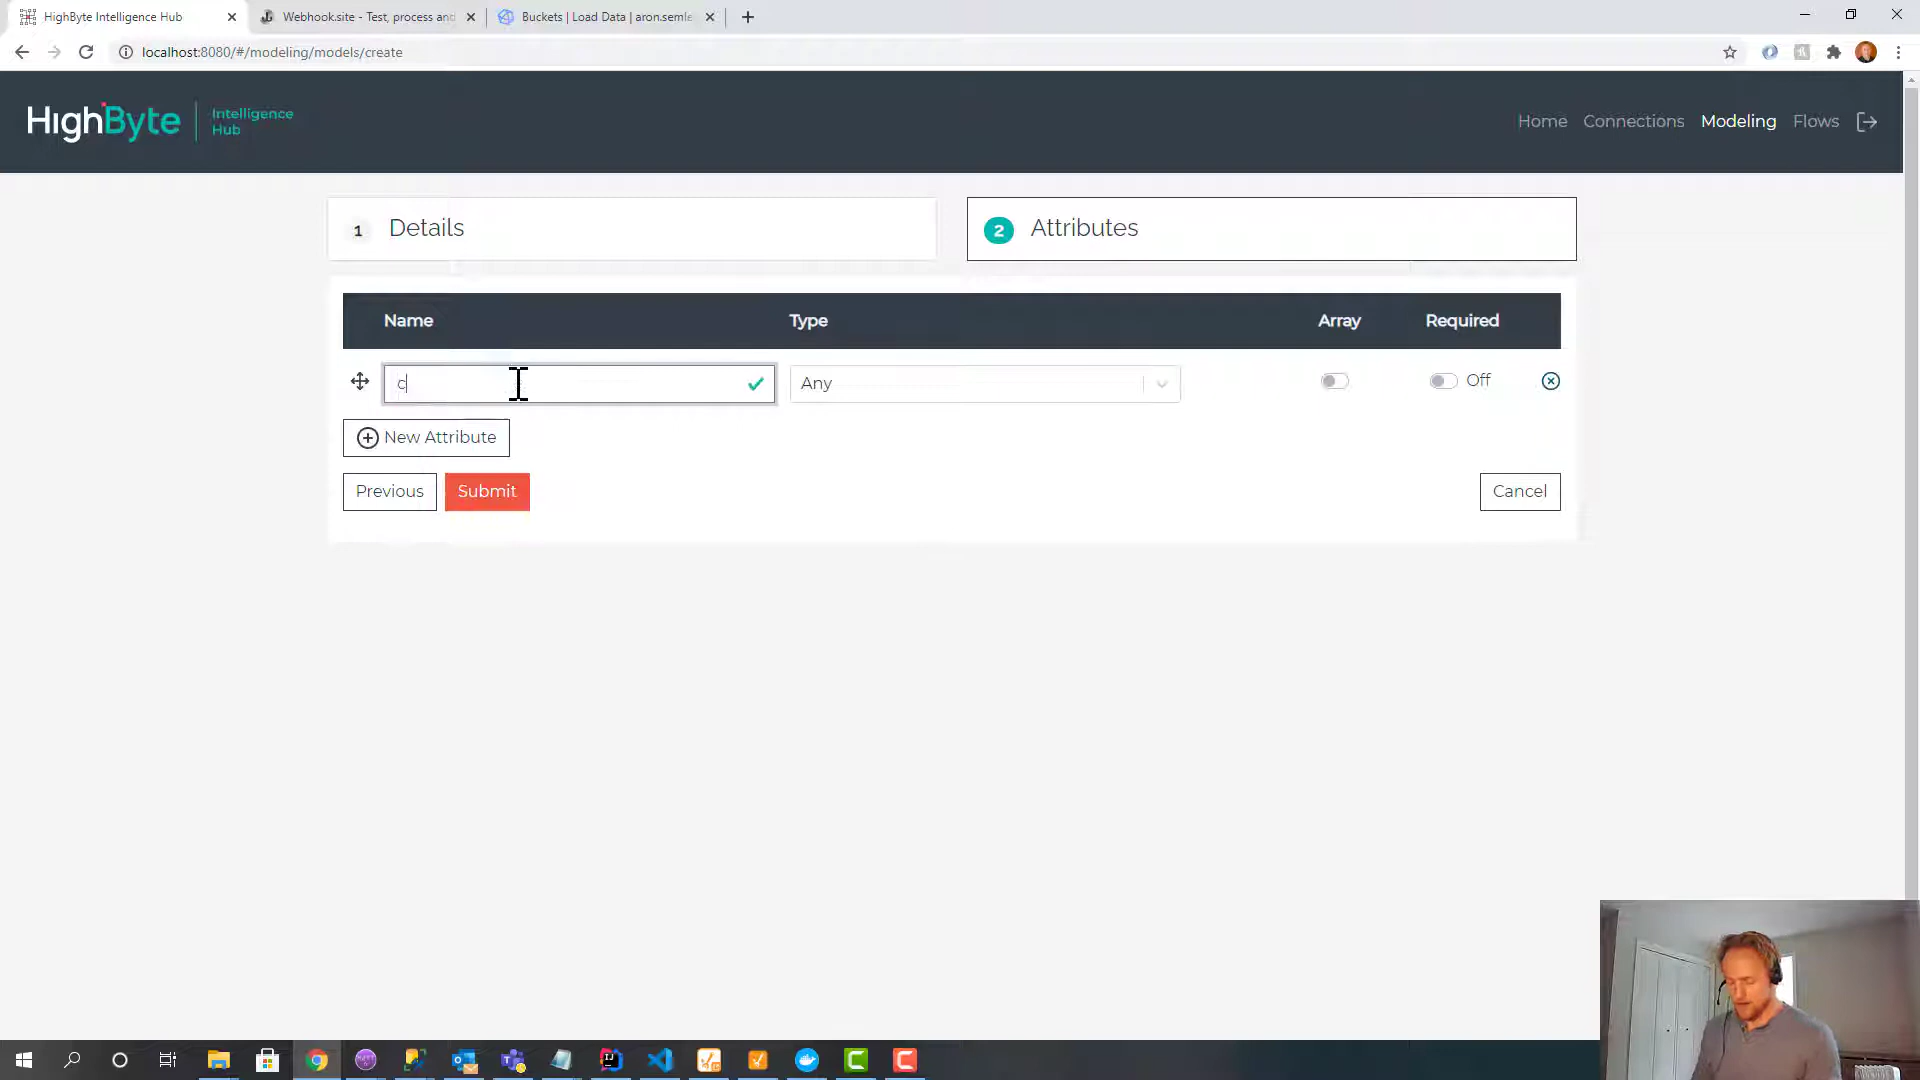 HighByte Intelligence Hub
Webhook.site - Test, process and
Buckets | Load Data | aron.semle
localhost:8080/#/modeling/models/create
HighByte
Intelligence
Hub
Home
Connections
Modeling
Flows
1 Details
2 Attributes
Name
Type
Array
Required
c
Any
Off
New Attribute
Previous
Submit
Cancel